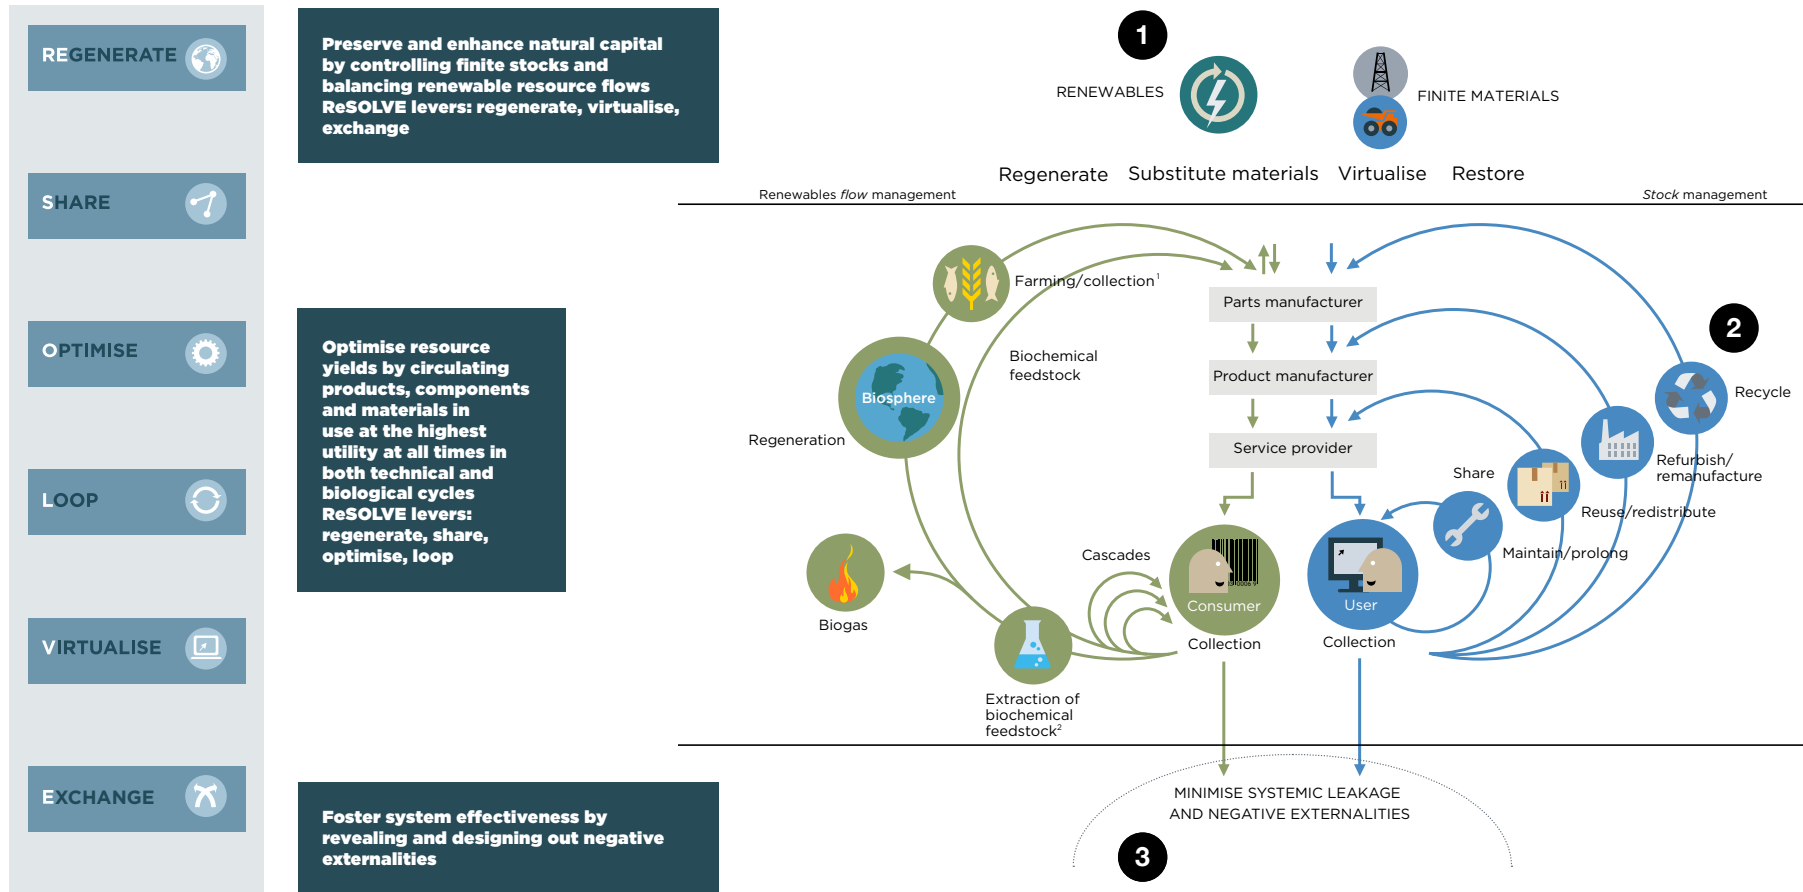 REGENERATE
SHARE
OPTIMISE
LOOP
VIRTUALISE
EXCHANGE
Preserve and enhance natural capital
by controlling finite stocks and
balancing renewable resource flows
ReSOLVE levers: regenerate, virtualise,
exchange
Optimise resource
yields by circulating
products, components
and materials in
use at the highest
utility at all times in
both technical and
biological cycles
ReSOLVE levers:
regenerate, share,
optimise, loop
Foster system effectiveness by
revealing and designing out negative
externalities
1
RENEWABLES
FINITE MATERIALS
Regenerate Substitute materials Virtualise Restore
Renewables flow management
Stock management
Farming/collection¹
Parts manufacturer
2
Biochemical
feedstock
Product manufacturer
Biosphere
Recycle
Regeneration
Service provider
Refurbish/
remanufacture
Share
Reuse/redistribute
Cascades
Maintain/prolong
Consumer
User
Biogas
Collection
Collection
Extraction of
biochemical
feedstock²
MINIMISE SYSTEMIC LEAKAGE
AND NEGATIVE EXTERNALITIES
3